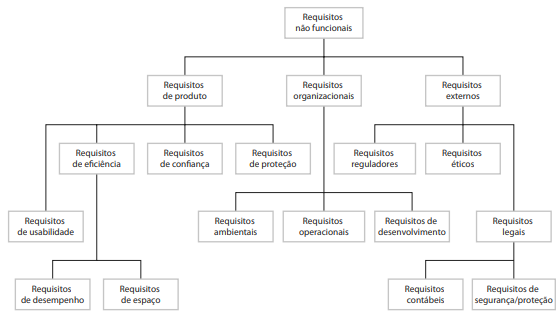 Requisitos
não funcionais
Requisitos
de produto
Requisitos
organizacionais
Requisitos
externos
Requisitos
de eficiência
Requisitos
de confiança
Requisitos
de proteção
Requisitos
reguladores
Requisitos
éticos
Requisitos
de usabilidade
Requisitos
ambientais
Requisitos
operacionais
Requisitos de
desenvolvimento
Requisitos
legais
Requisitos
de desempenho
Requisitos
de espaço
Requisitos
contábeis
Requisitos de
segurança/proteção